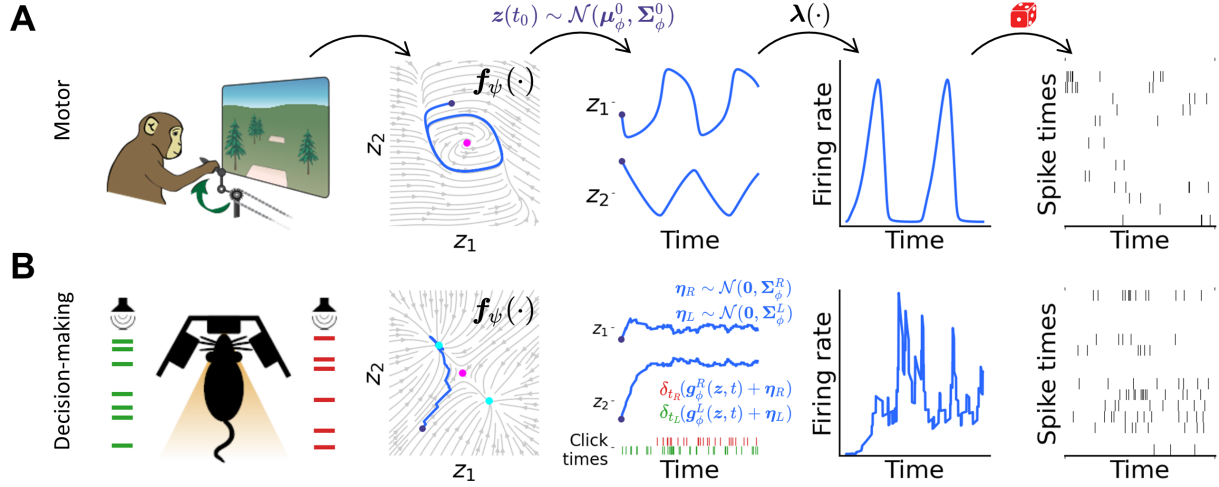 A
z(t₀) ∼ 𝒩(μ⁰_ϕ, Σ⁰_ϕ)
λ(·)
Motor
f_ψ(·)
z₂
z₁
z₁
z₂
Time
Firing rate
Time
Spike times
Time
B
Decision-making
f_ψ(·)
z₂
z₁
η_R ∼ 𝒩(0, Σ^R_ϕ)
η_L ∼ 𝒩(0, Σ^L_ϕ)
z₁
z₂
δ_{t_R}(g^R_ϕ(z, t) + η_R)
δ_{t_L}(g^L_ϕ(z, t) + η_L)
Click
times
Time
Firing rate
Time
Spike times
Time